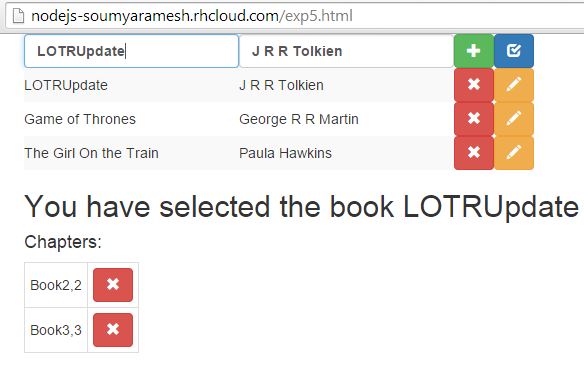 nodejs-soumyaramesh.rhcloud.com/exp5.html
LOTRUpdate J R R Tolkien
LOTRUpdate J R R Tolkien
Game of Thrones George R R Martin
The Girl On the Train Paula Hawkins
You have selected the book LOTRUpdate
Chapters:
Book2,2
Book3,3